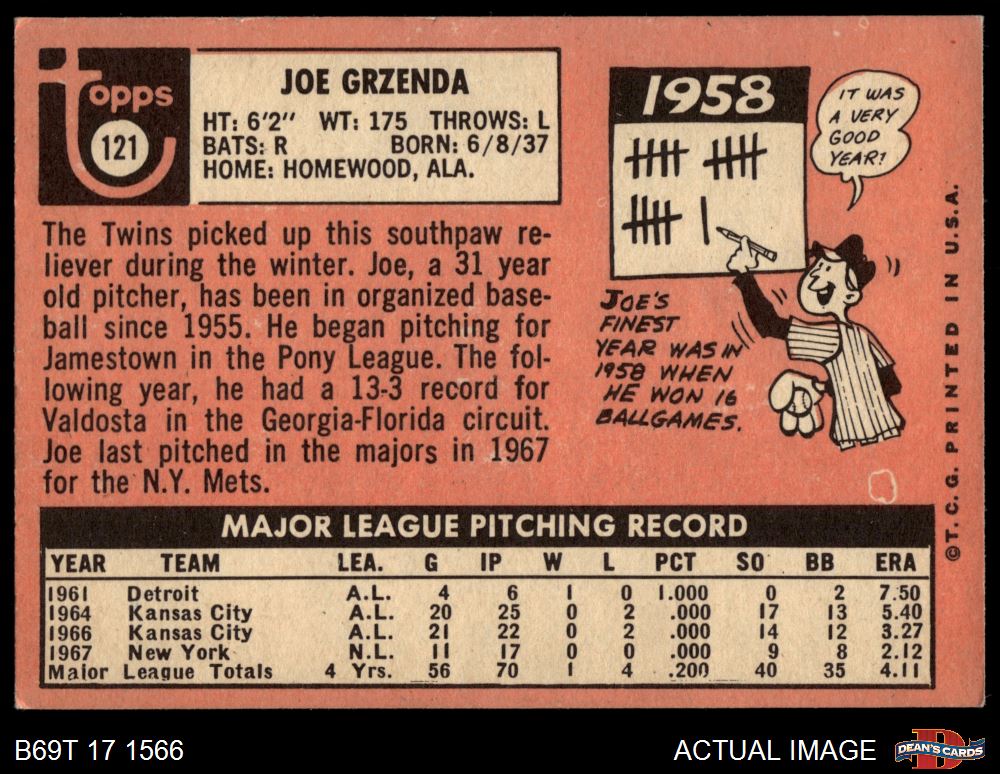 Topps
121
JOE GRZENDA
HT: 6'2" WT: 175 THROWS: L
BATS: R BORN: 6/8/37
HOME: HOMEWOOD, ALA.
The Twins picked up this southpaw re-
liever during the winter. Joe, a 31 year
old pitcher, has been in organized base-
ball since 1955. He began pitching for
Jamestown in the Pony League. The fol-
lowing year, he had a 13-3 record for
Valdosta in the Georgia-Florida circuit.
Joe last pitched in the majors in 1967
for the N.Y. Mets.
1958
IT WAS
A VERY
GOOD
YEAR!
JOE'S
FINEST
YEAR WAS IN
1958 WHEN
HE WON 16
BALLGAMES.
©T.C.G. PRINTED IN U.S.A.
MAJOR LEAGUE PITCHING RECORD
YEAR TEAM LEA. G IP W L PCT SO BB ERA
1961 Detroit A.L. 4 6 1 0 1.000 0 2 7.50
1964 Kansas City A.L. 20 25 0 2 .000 17 13 5.40
1966 Kansas City A.L. 21 22 0 2 .000 14 12 3.27
1967 New York N.L. 11 17 0 0 .000 9 8 2.12
Major League Totals 4 Yrs. 56 70 1 4 .200 40 35 4.11
B69T 17 1566
ACTUAL IMAGE
DEAN'S CARDS